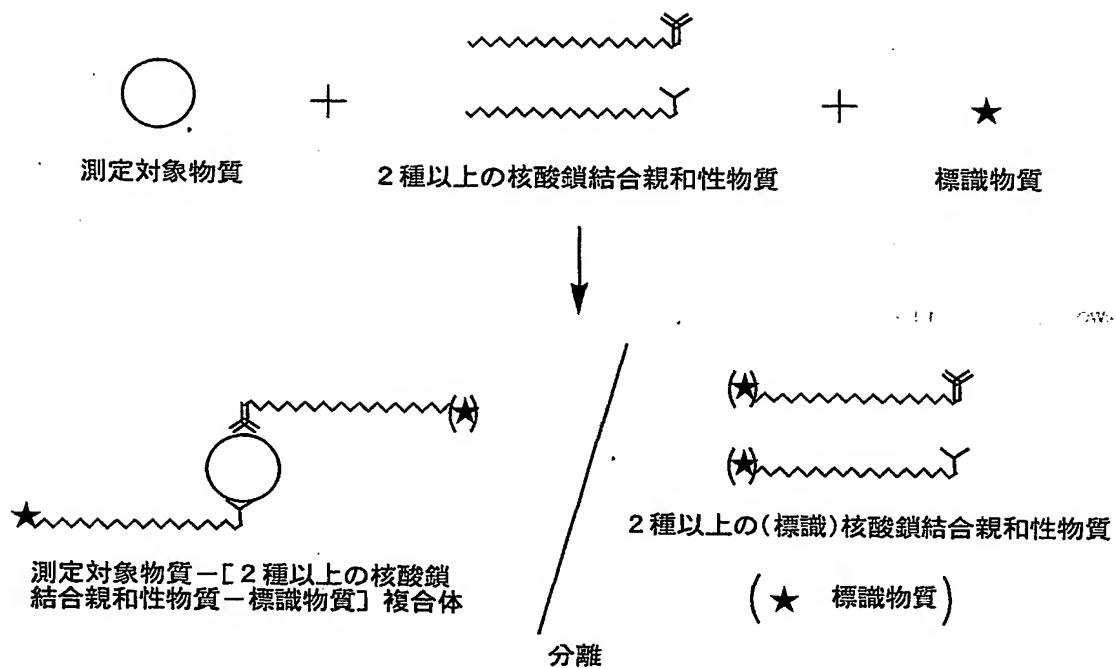 測定対象物質
2種以上の核酸鎖結合親和性物質
標識物質
2種以上の(標識)核酸鎖結合親和性物質
測定対象物質－[2種以上の核酸鎖
結合親和性物質－標識物質] 複合体
(★ 標識物質)
分離